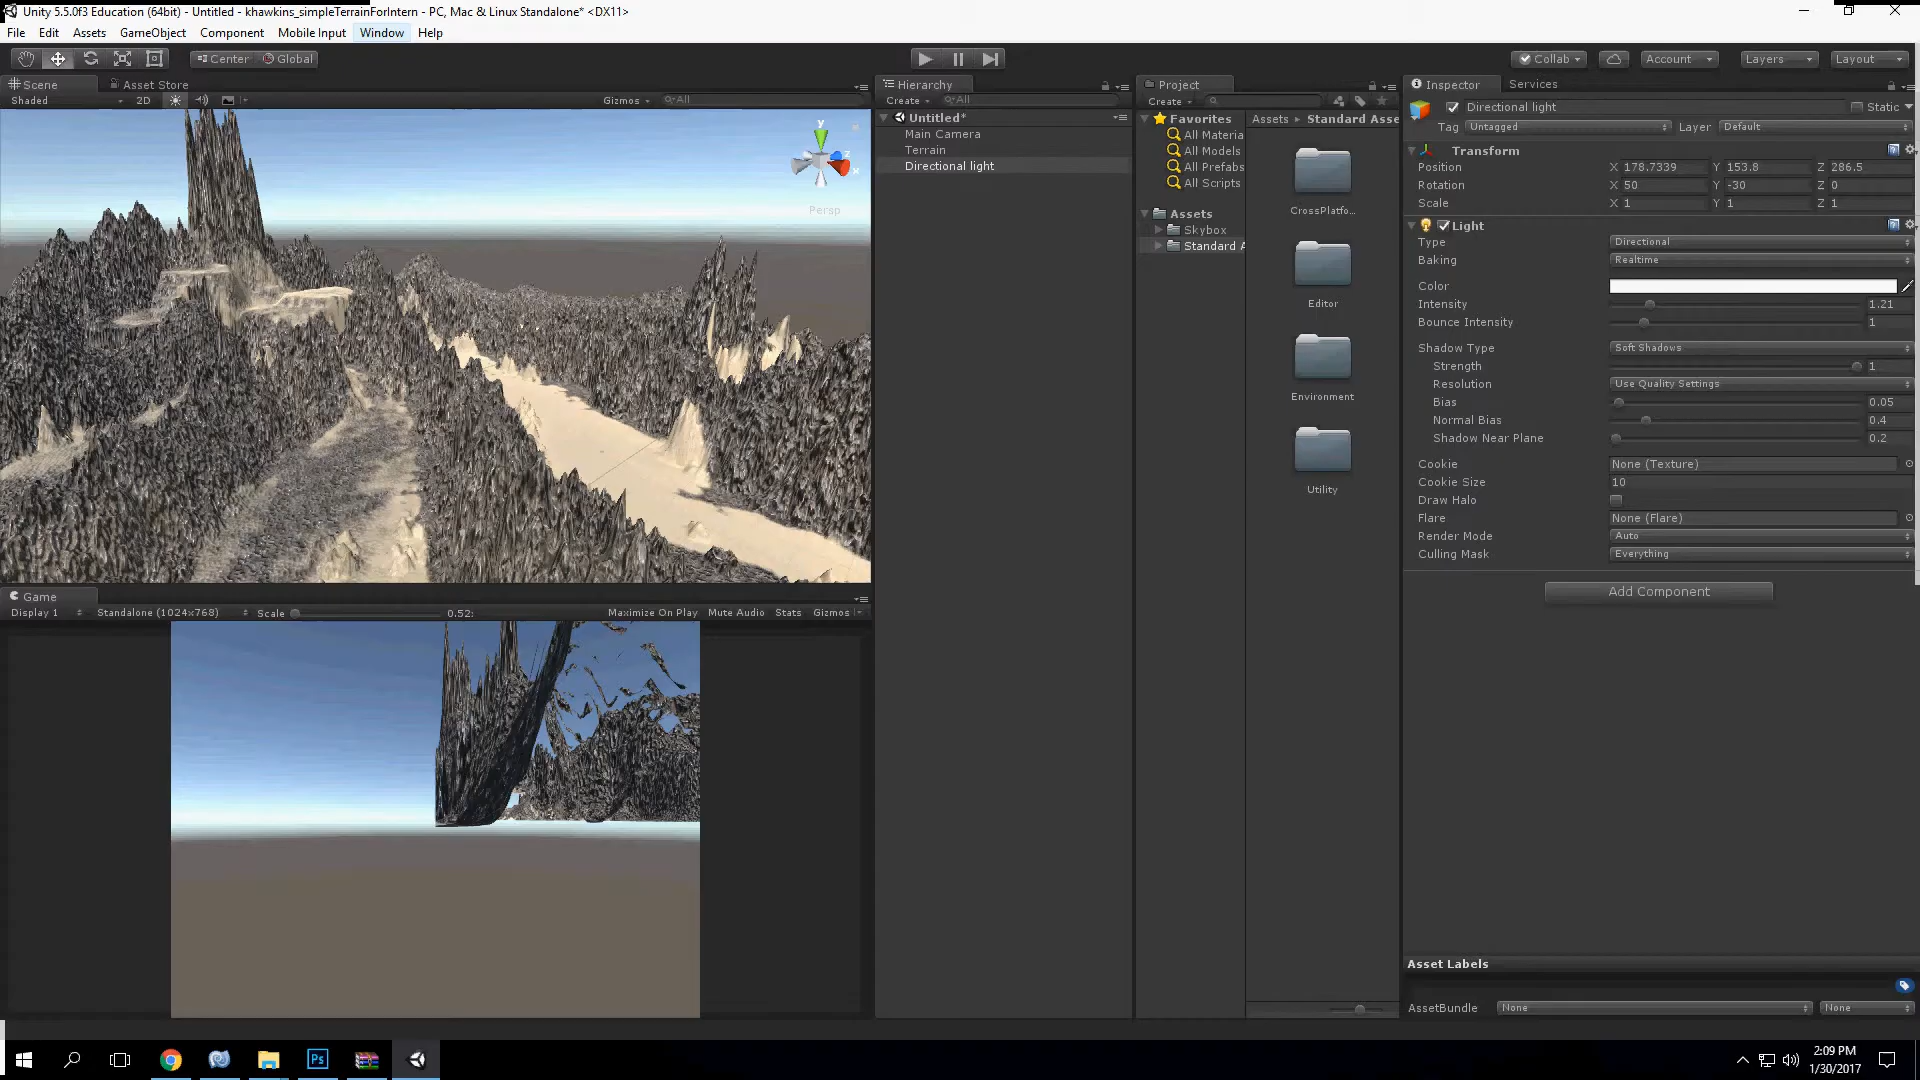 Unity 5.5.0f3 Education (64bit) - Untitled - khawkins_simpleTerrainForIntern - PC, Mac & Linux Standalone* <DX11>
File Edit Assets GameObject Component Mobile Input Window Help
Center Global Collab Account Layers Layout
Scene Asset Store
Shaded 2D Gizmos All
y
z
x
Persp
Game
Display 1 Standalone (1024x768) Scale 0.52: Maximize On Play Mute Audio Stats Gizmos
Hierarchy
Create All
Untitled*
Main Camera
Terrain
Directional light
Project
Create
Favorites
All Materia
All Models
All Prefabs
All Scripts
Assets
Skybox
Standard A
Assets Standard Asse
CrossPlatfo...
Editor
Environment
Utility
Inspector Services
Directional light Static
Tag Untagged Layer Default
Transform
Position X 178.7339 Y 153.8 Z 286.5
Rotation X 50 Y -30 Z 0
Scale X 1 Y 1 Z 1
Light
Type Directional
Baking Realtime
Color
Intensity 1.21
Bounce Intensity 1
Shadow Type Soft Shadows
Strength 1
Resolution Use Quality Settings
Bias 0.05
Normal Bias 0.4
Shadow Near Plane 0.2
Cookie None (Texture)
Cookie Size 10
Draw Halo
Flare None (Flare)
Render Mode Auto
Culling Mask Everything
Add Component
Asset Labels
AssetBundle None None
Ps
2:09 PM
1/30/2017